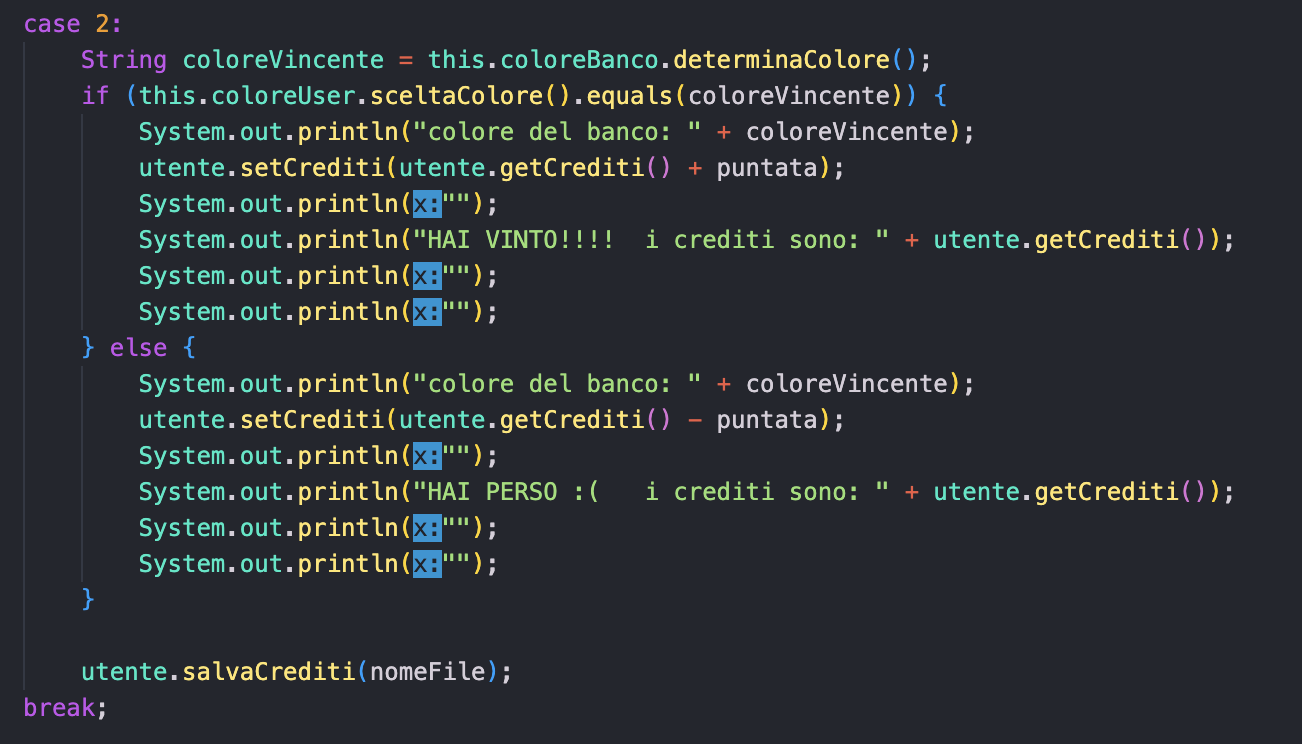 case 2:
    String coloreVincente = this.coloreBanco.determinaColore();
    if (this.coloreUser.sceltaColore().equals(coloreVincente)) {
        System.out.println("colore del banco: " + coloreVincente);
        utente.setCrediti(utente.getCrediti() + puntata);
        System.out.println(x:"");
        System.out.println("HAI VINTO!!!!  i crediti sono: " + utente.getCrediti());
        System.out.println(x:"");
        System.out.println(x:"");
    } else {
        System.out.println("colore del banco: " + coloreVincente);
        utente.setCrediti(utente.getCrediti() - puntata);
        System.out.println(x:"");
        System.out.println("HAI PERSO :(   i crediti sono: " + utente.getCrediti());
        System.out.println(x:"");
        System.out.println(x:"");
    }

    utente.salvaCrediti(nomeFile);
break;